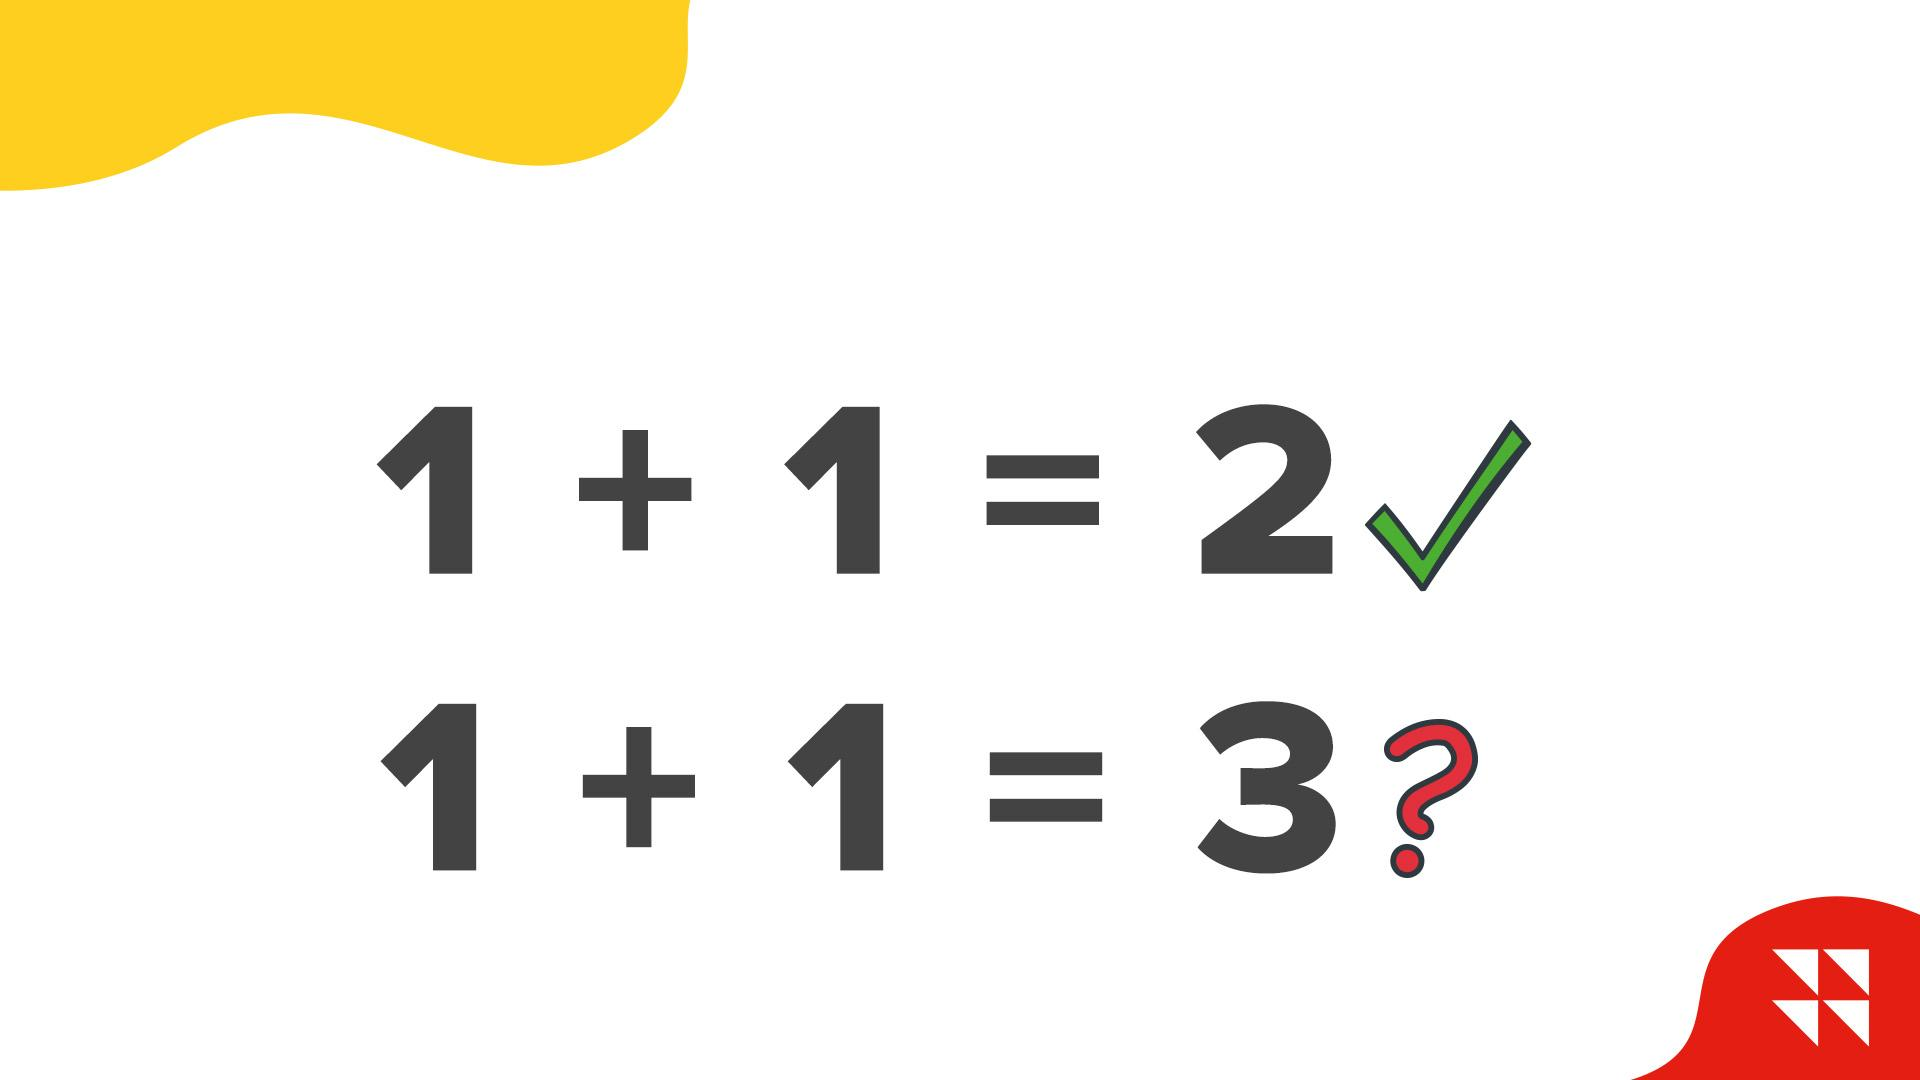 1 + 1 = 2✓
1 + 1 = 3?